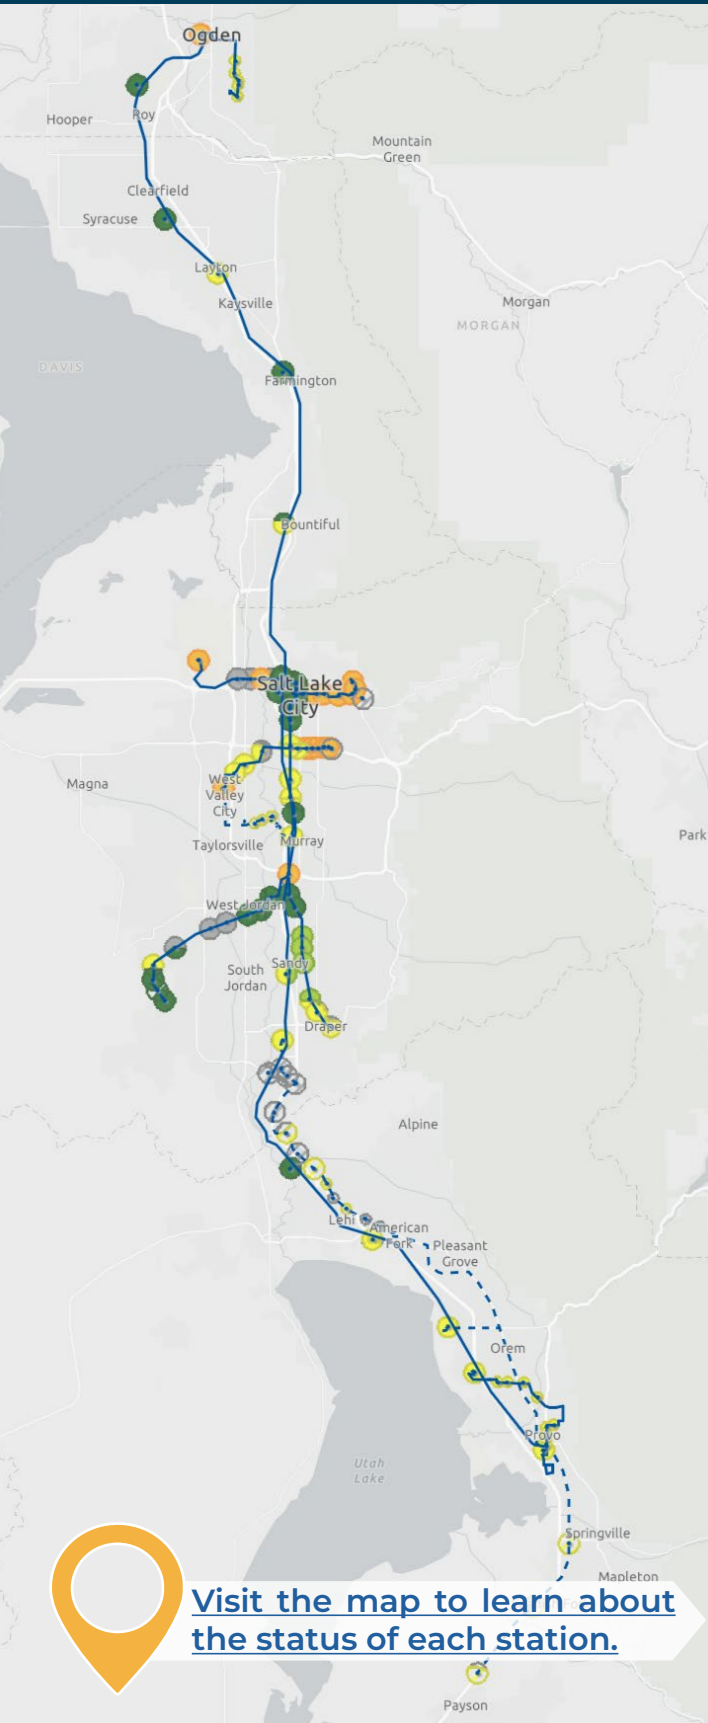 Ogden
Hooper
Roy
Mountain
Green
Clearfield
Syracuse
Layton
Kaysville
Morgan
MORGAN
DAVIS
Farmington
Bountiful
Salt Lake
City
Magna
West
Valley
City
Taylorsville
Murray
Park
West Jordan
South
Jordan
Sandy
Draper
Alpine
Lehi
American
Fork
Pleasant
Grove
Orem
Provo
Utah
Lake
Springville
Mapleton
Visit the map to learn about
the status of each station.
Payson